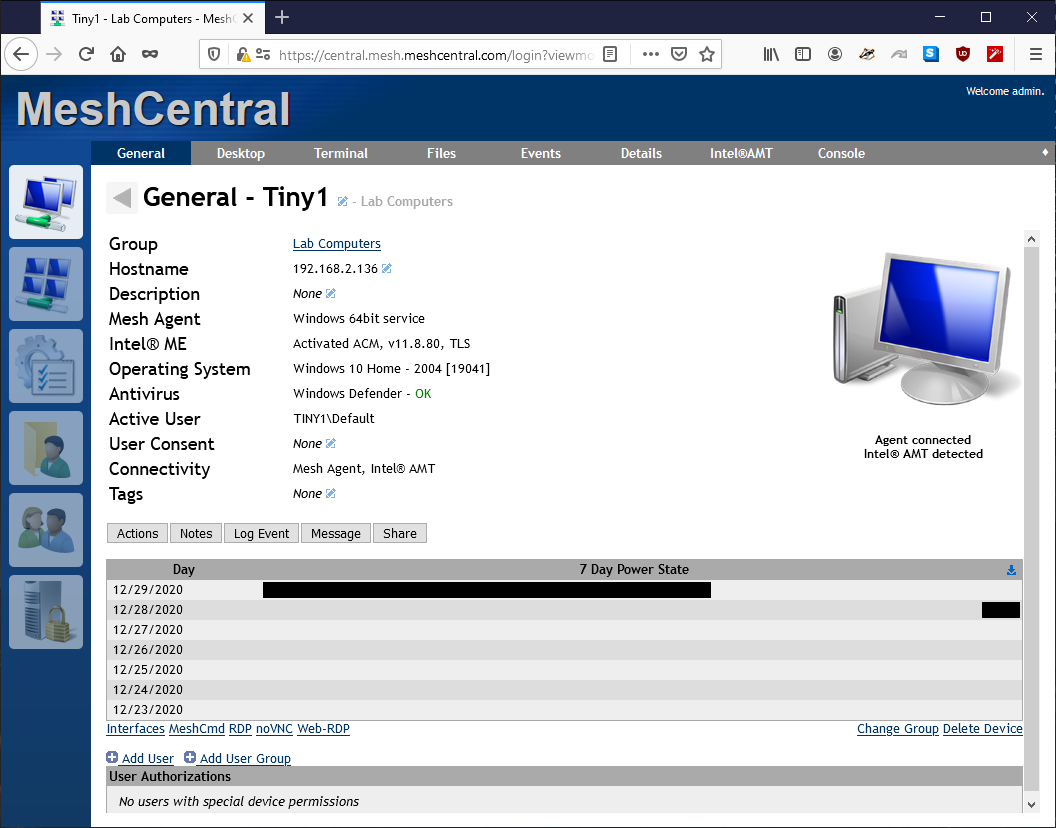 Tiny1 - Lab Computers - Mesh
https://central.mesh.meshcentral.com/login?viewmo
MeshCentral
Welcome admin.
General Desktop Terminal Files Events Details Intel®AMT Console
General - Tiny1 - Lab Computers
Group Lab Computers
Hostname 192.168.2.136
Description None
Mesh Agent Windows 64bit service
Intel® ME Activated ACM, v11.8.80, TLS
Operating System Windows 10 Home - 2004 [19041]
Antivirus Windows Defender - OK
Active User TINY1\Default
User Consent None
Connectivity Mesh Agent, Intel® AMT
Tags None
Agent connected
Intel® AMT detected
Actions Notes Log Event Message Share
Day 7 Day Power State
12/29/2020
12/28/2020
12/27/2020
12/26/2020
12/25/2020
12/24/2020
12/23/2020
Interfaces MeshCmd RDP noVNC Web-RDP Change Group Delete Device
Add User Add User Group
User Authorizations
No users with special device permissions